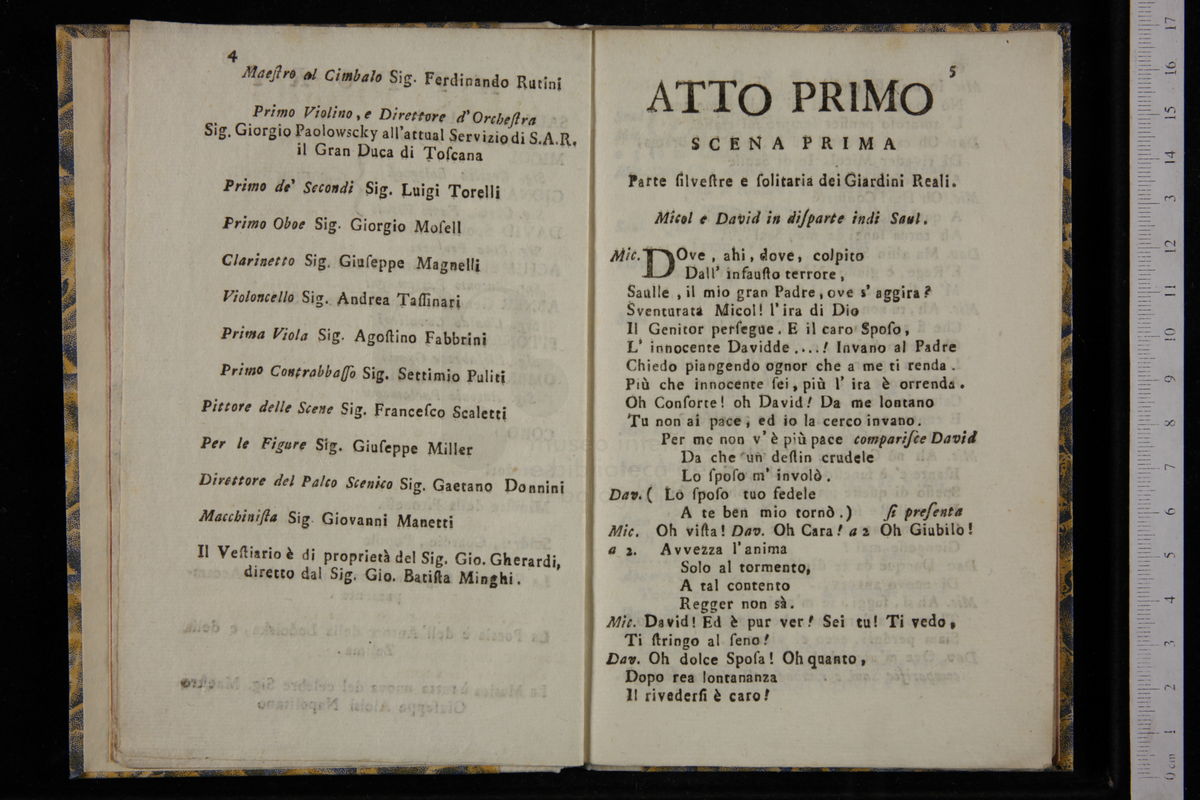 4
Maeſtro al Cimbalo Sig. Ferdinando Rutini
Primo Violino, e Direttore d'Orcheſtra
Sig. Giorgio Paolowscky all'attual Servizio di S.A.R.
il Gran Duca di Toſcana
Primo de' Secondi Sig. Luigi Torelli
Primo Oboe Sig. Giorgio Moſell
Clarinetto Sig. Giuſeppe Magnelli
Violoncello Sig. Andrea Taſſinari
Prima Viola Sig. Agoſtino Fabbrini
Primo Contrabbaſſo Sig. Settimio Puliti
Pittore delle Scene Sig. Franceſco Scaletti
Per le Figure Sig. Giuſeppe Miller
Direttore del Palco Scenico Sig. Gaetano Donnini
Macchiniſta Sig. Giovanni Manetti
Il Veſtiario è di proprietà del Sig. Gio. Gherardi,
diretto dal Sig. Gio. Batiſta Minghi.
5
ATTO PRIMO
SCENA PRIMA
Parte ſilveſtre e ſolitaria dei Giardini Reali.
Micol e David in diſparte indi Saul.
Mic. DOve, ahi, dove, colpito
Dall' infauſto terrore,
Saulle, il mio gran Padre, ove s' aggira?
Sventurata Micol! l'ira di Dio
Il Genitor perſegue. E il caro Spoſo,
L' innocente Davidde ....! Invano al Padre
Chiedo piangendo ognor che a me ti renda.
Più che innocente ſei, più l' ira è orrenda.
Oh Conſorte! oh David! Da me lontano
Tu non ai pace, ed io la cerco invano.
Per me non v' è più pace compariſce David
Da che un deſtin crudele
Lo ſpoſo m' involò.
Dav. ( Lo ſpoſo tuo fedele
A te ben mio tornò.) ſi preſenta
Mic. Oh viſta! Dav. Oh Cara! a 2 Oh Giubilo!
a 2. Avvezza l'anima
Solo al tormento,
A tal contento
Regger non sà.
Mic. David! Ed è pur ver! Sei tu! Ti vedo,
Ti ſtringo al ſeno!
Dav. Oh dolce Spoſa! Oh quanto,
Dopo rea lontananza
Il rivederſi è caro!